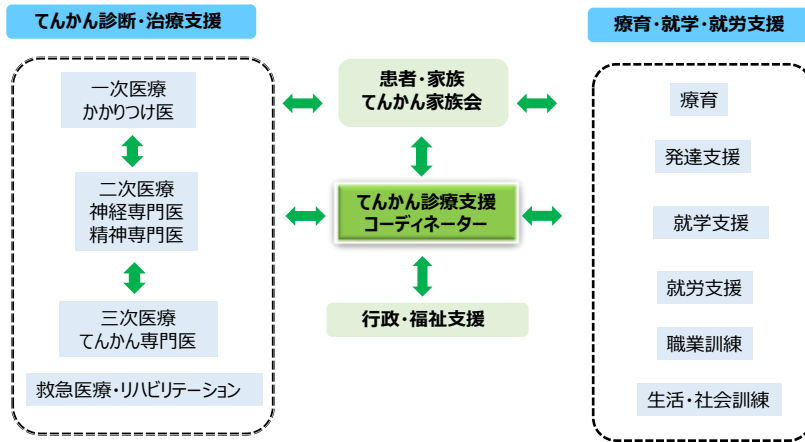 てんかん診断・治療支援
一次医療
かかりつけ医
二次医療
神経専門医
精神専門医
三次医療
てんかん専門医
救急医療・リハビリテーション
患者・家族
てんかん家族会
てんかん診療支援
コーディネーター
行政・福祉支援
療育・就学・就労支援
療育
発達支援
就学支援
就労支援
職業訓練
生活・社会訓練